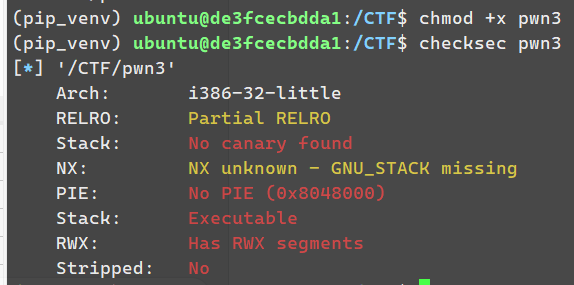 (pip_venv) ubuntu@de3fcecbdda1:/CTF$ chmod +x pwn3
(pip_venv) ubuntu@de3fcecbdda1:/CTF$ checksec pwn3
[*] '/CTF/pwn3'
    Arch:       i386-32-little
    RELRO:      Partial RELRO
    Stack:      No canary found
    NX:         NX unknown - GNU_STACK missing
    PIE:        No PIE (0x8048000)
    Stack:      Executable
    RWX:        Has RWX segments
    Stripped:   No